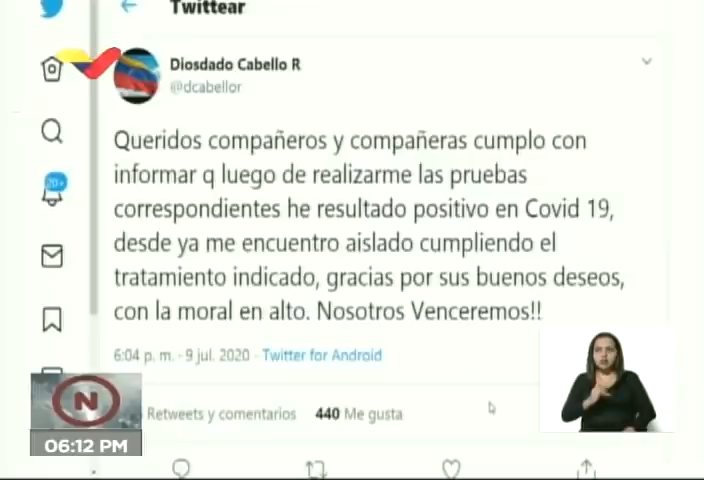 Twittear
Diosdado Cabello R
@dcabellor
Queridos compañeros y compañeras cumplo con
informar q luego de realizarme las pruebas
correspondientes he resultado positivo en Covid 19,
desde ya me encuentro aislado cumpliendo el
tratamiento indicado, gracias por sus buenos deseos,
con la moral en alto. Nosotros Venceremos!!
6:04 p. m. · 9 jul. 2020 · Twitter for Android
Retweets y comentarios 440 Me gusta
20+
N
06:12 PM